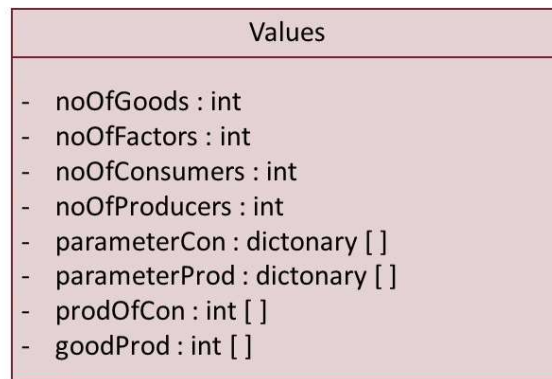 Values
- noOfGoods : int
- noOfFactors : int
- noOfConsumers : int
- noOfProducers : int
- parameterCon : dictonary [ ]
- parameterProd : dictonary [ ]
- prodOfCon : int [ ]
- goodProd : int [ ]